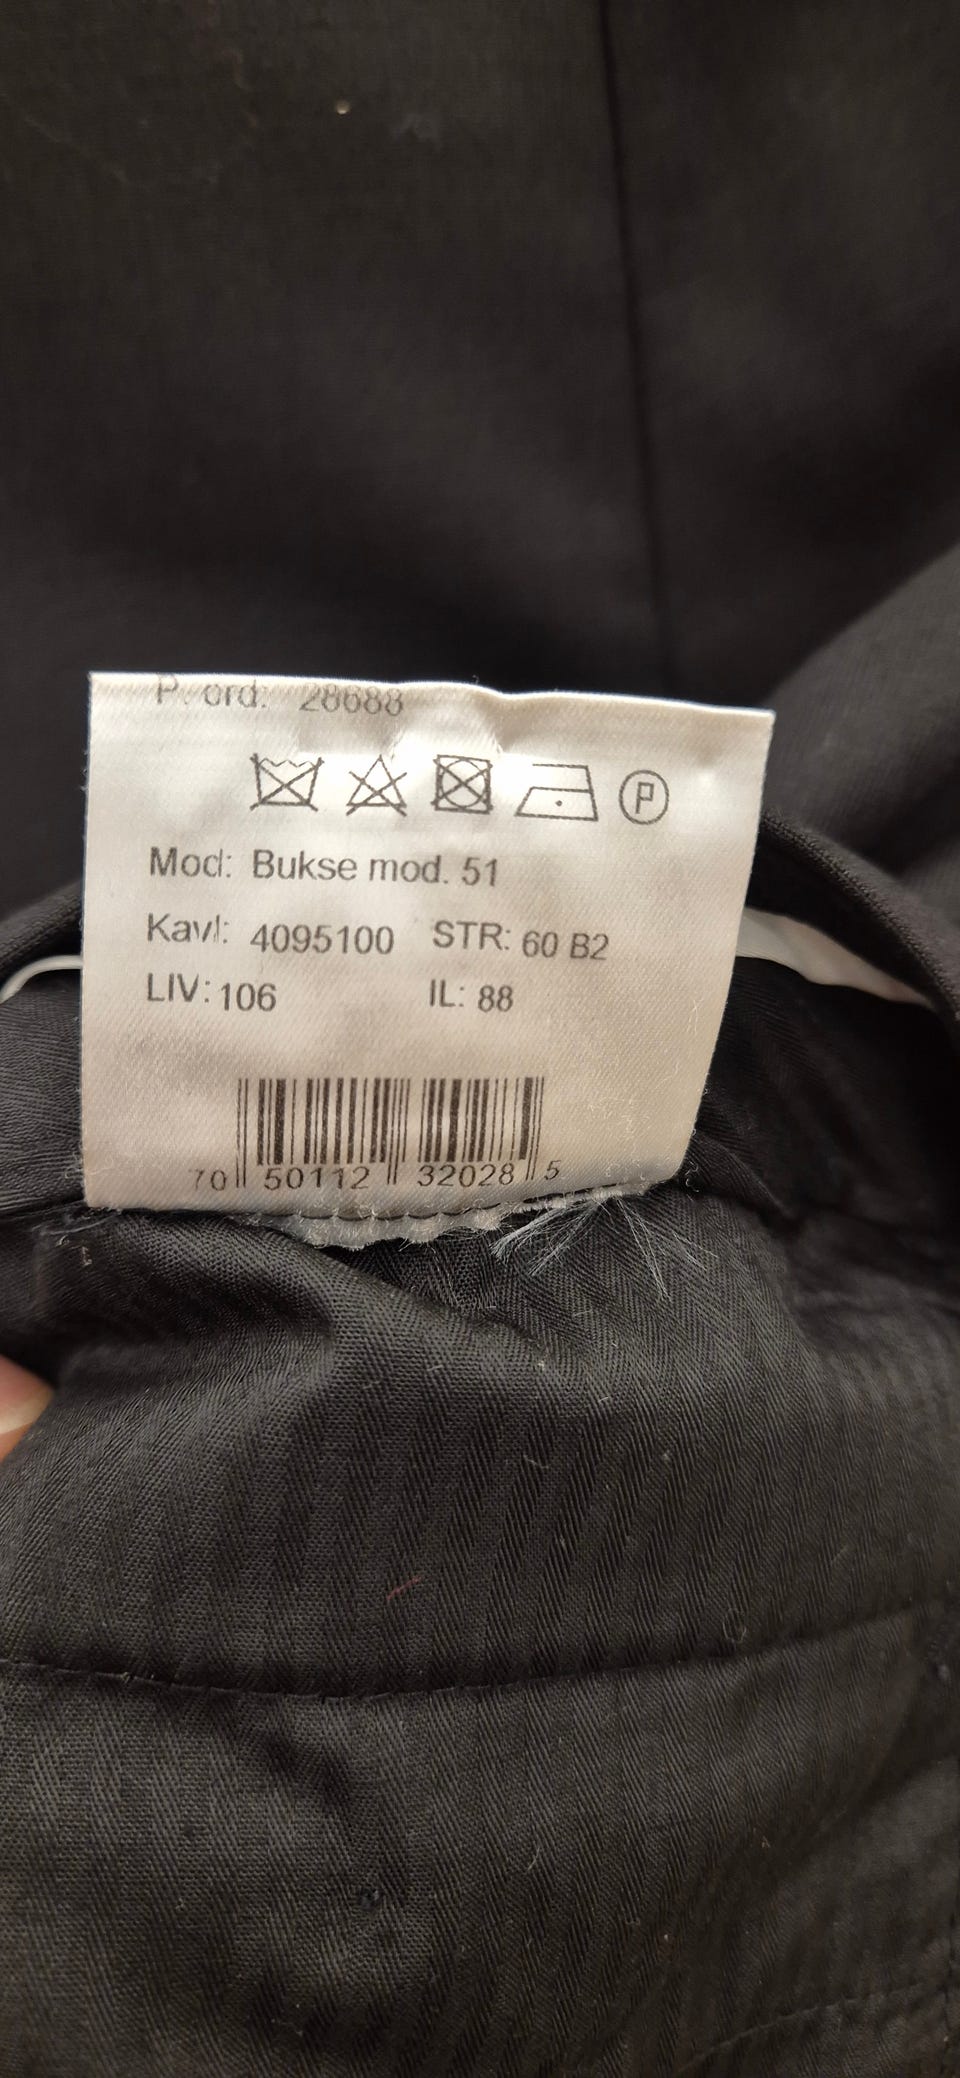 P. ord. 28688
P
Mod: Bukse mod. 51
Kavl: 4095100 STR: 60 B2
LIV: 106 IL: 88
70 50112 32028 5